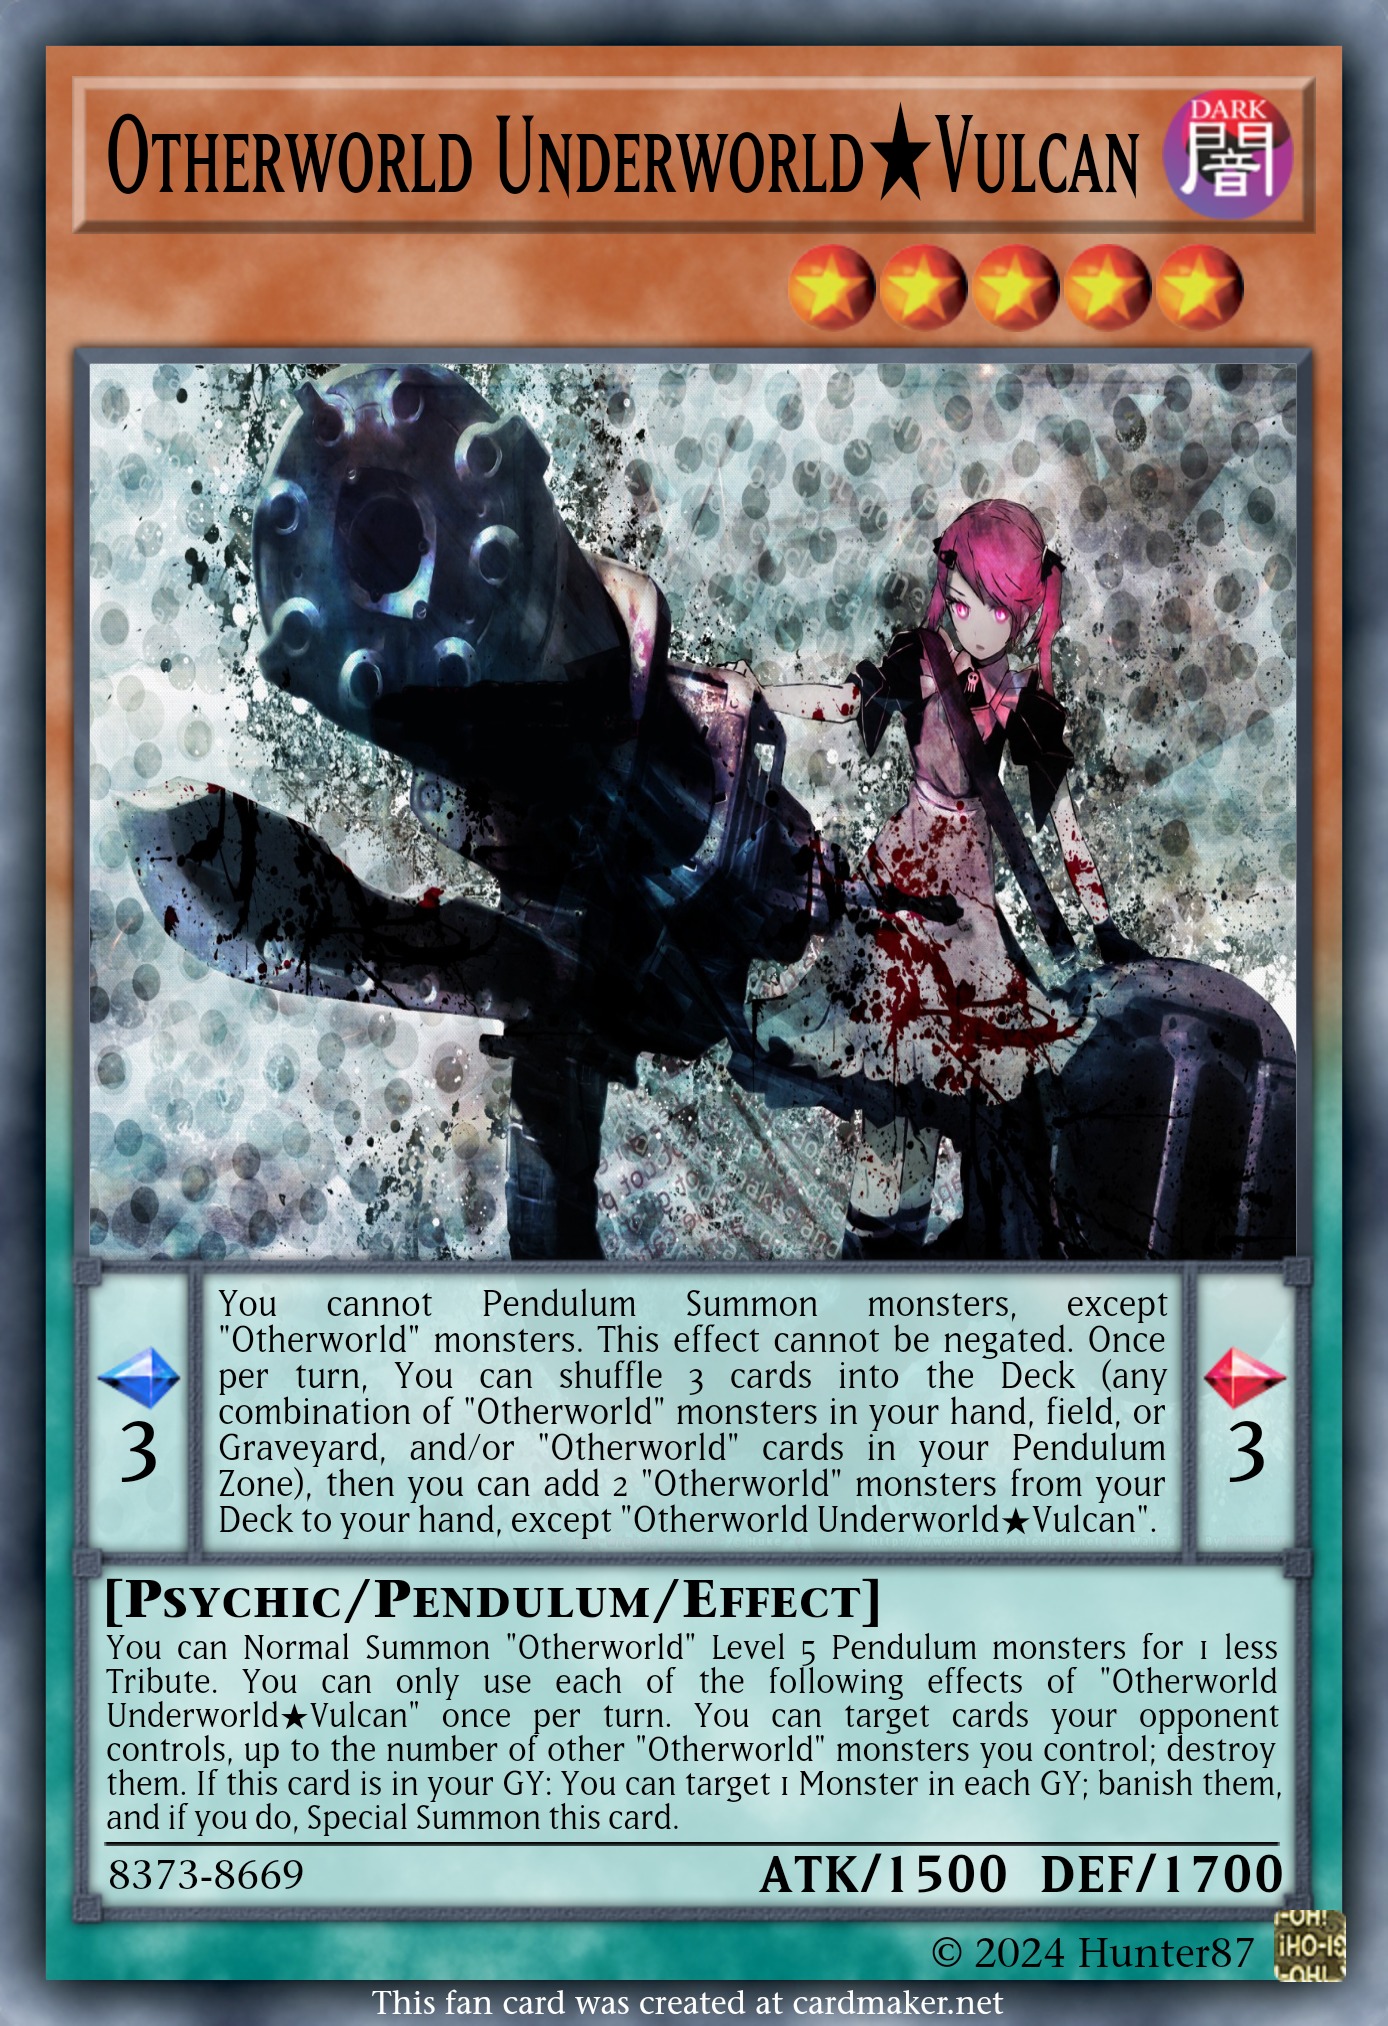 Otherworld Underworld★Vulcan
DARK
闇
You cannot Pendulum Summon monsters, except
"Otherworld" monsters. This effect cannot be negated. Once
per turn, You can shuffle 3 cards into the Deck (any
combination of "Otherworld" monsters in your hand, field, or
Graveyard, and/or "Otherworld" cards in your Pendulum
Zone), then you can add 2 "Otherworld" monsters from your
Deck to your hand, except "Otherworld Underworld★Vulcan".
3
3
[Psychic/Pendulum/Effect]
You can Normal Summon "Otherworld" Level 5 Pendulum monsters for 1 less
Tribute. You can only use each of the following effects of "Otherworld
Underworld★Vulcan" once per turn. You can target cards your opponent
controls, up to the number of other "Otherworld" monsters you control; destroy
them. If this card is in your GY: You can target 1 Monster in each GY; banish them,
and if you do, Special Summon this card.
8373-8669
ATK/1500 DEF/1700
© 2024 Hunter87
This fan card was created at cardmaker.net